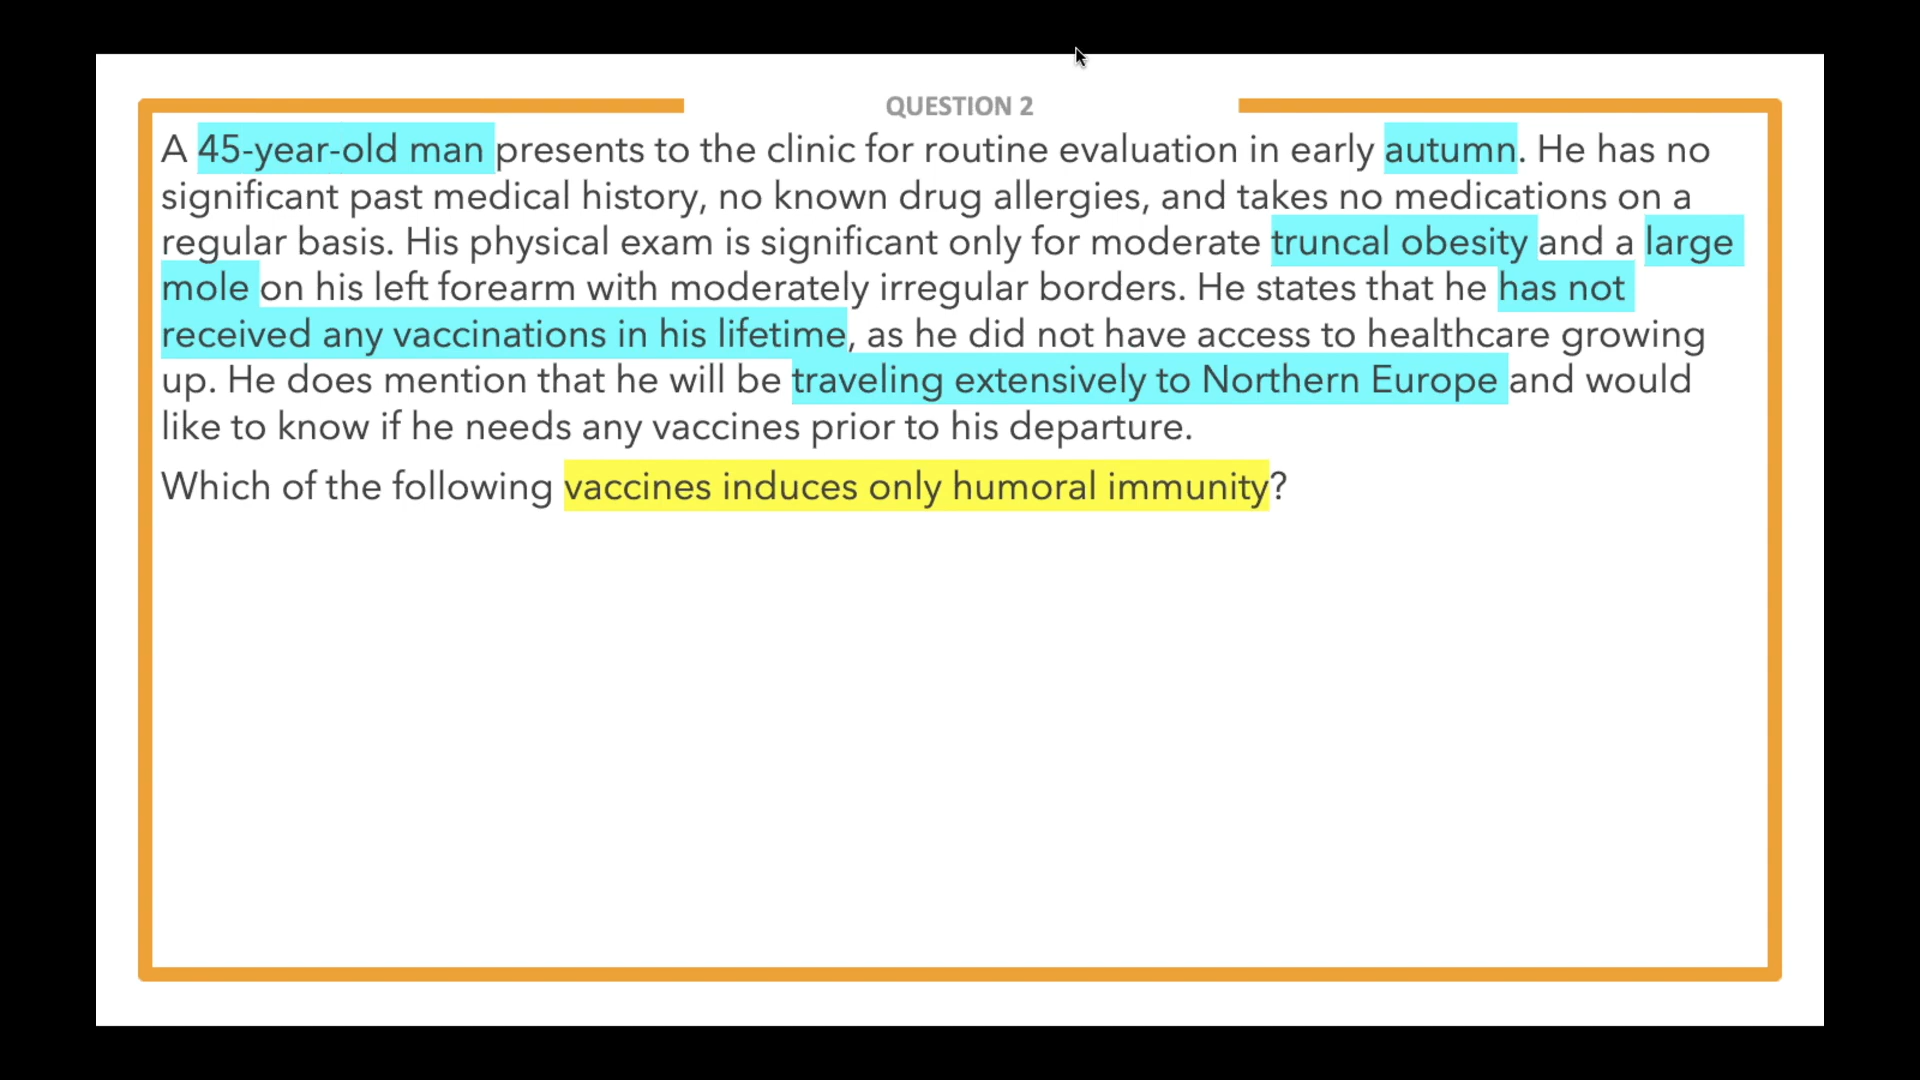 QUESTION 2
A 45-year-old man presents to the clinic for routine evaluation in early autumn. He has no
significant past medical history, no known drug allergies, and takes no medications on a
regular basis. His physical exam is significant only for moderate truncal obesity and a large
mole on his left forearm with moderately irregular borders. He states that he has not
received any vaccinations in his lifetime, as he did not have access to healthcare growing
up. He does mention that he will be traveling extensively to Northern Europe and would
like to know if he needs any vaccines prior to his departure.
Which of the following vaccines induces only humoral immunity?